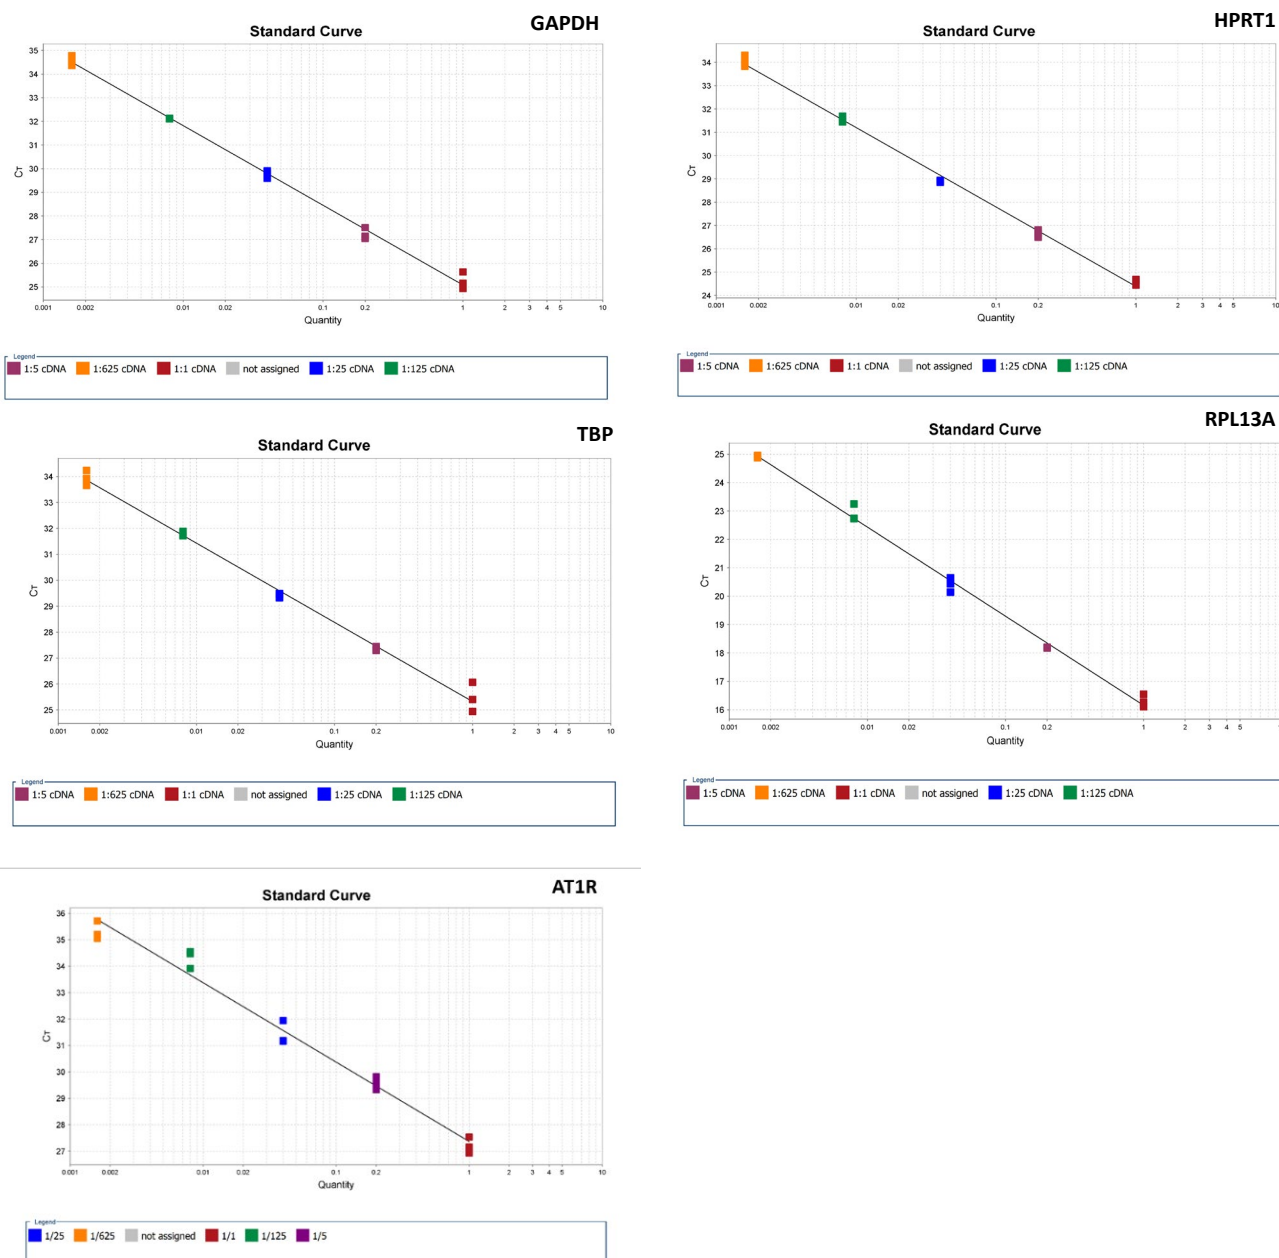 GAPDH
Standard Curve
35
34
33
32
31
30
29
28
27
26
25
Cᴛ
0.001 0.002 0.01 0.02 0.1 0.2 1 2 3 4 5 10
Quantity
Legend
1:5 cDNA 1:625 cDNA 1:1 cDNA not assigned 1:25 cDNA 1:125 cDNA
HPRT1
Standard Curve
34
33
32
31
30
29
28
27
26
25
24
Cᴛ
0.001 0.002 0.01 0.02 0.1 0.2 1 2 3 4 5 10
Quantity
Legend
1:5 cDNA 1:625 cDNA 1:1 cDNA not assigned 1:25 cDNA 1:125 cDNA
TBP
Standard Curve
34
33
32
31
30
29
28
27
26
25
Cᴛ
0.001 0.002 0.01 0.02 0.1 0.2 1 2 3 4 5 10
Quantity
Legend
1:5 cDNA 1:625 cDNA 1:1 cDNA not assigned 1:25 cDNA 1:125 cDNA
RPL13A
Standard Curve
25
24
23
22
21
20
19
18
17
16
Cᴛ
0.001 0.002 0.01 0.02 0.1 0.2 1 2 3 4 5
Quantity
Legend
1:5 cDNA 1:625 cDNA 1:1 cDNA not assigned 1:25 cDNA 1:125 cDNA
AT1R
Standard Curve
36
35
34
33
32
31
30
29
28
27
Cᴛ
0.001 0.002 0.01 0.02 0.1 0.2 1 2 3 4 5 10
Quantity
Legend
1/25 1/625 not assigned 1/1 1/125 1/5